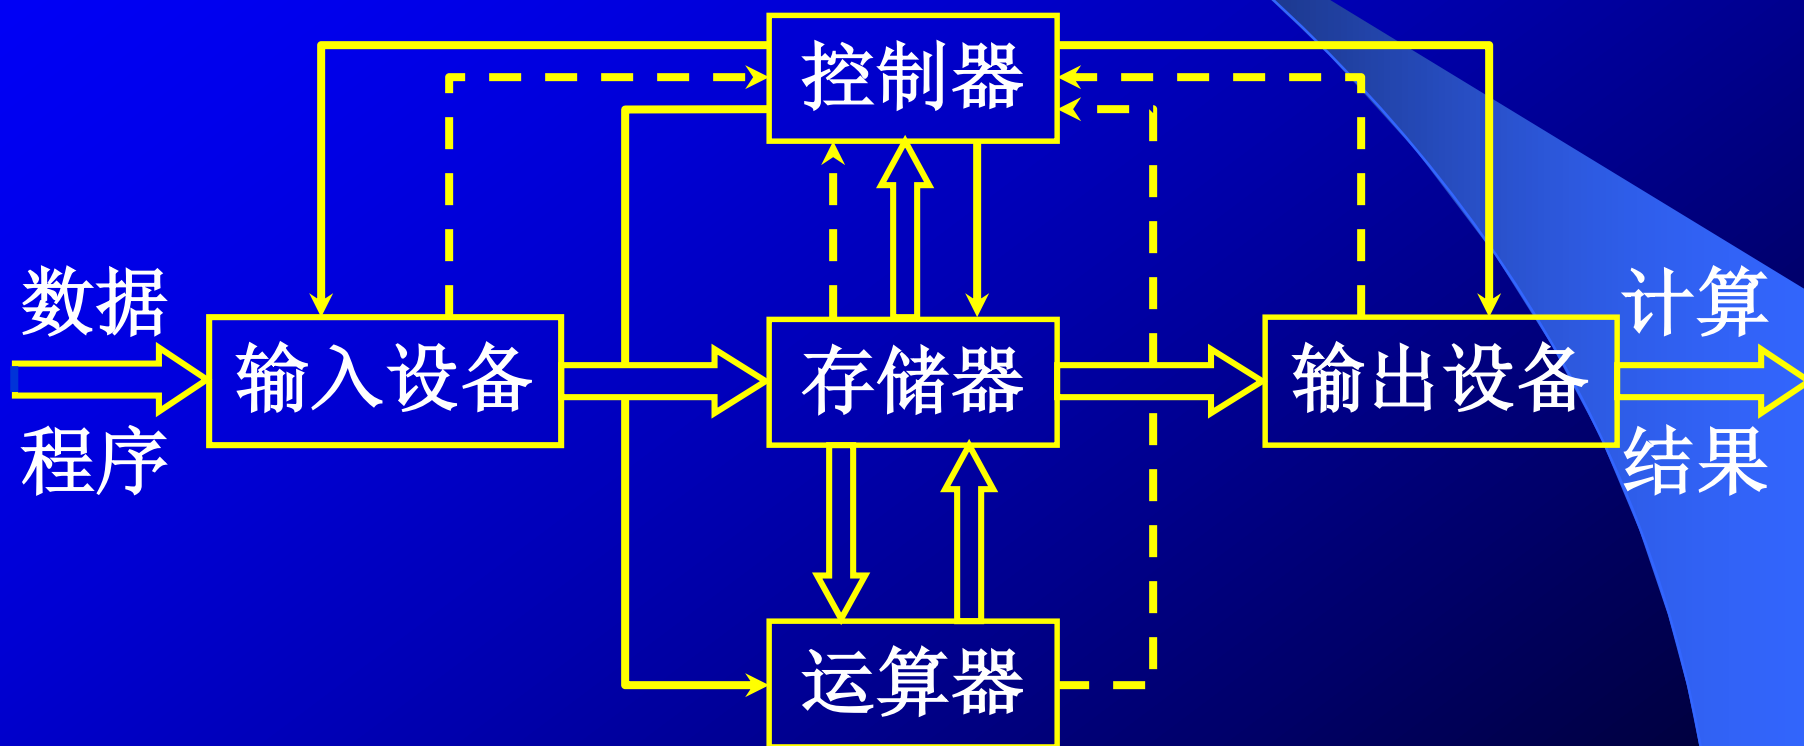 控制器
数据
程序
输入设备
存储器
输出设备
计算
结果
运算器